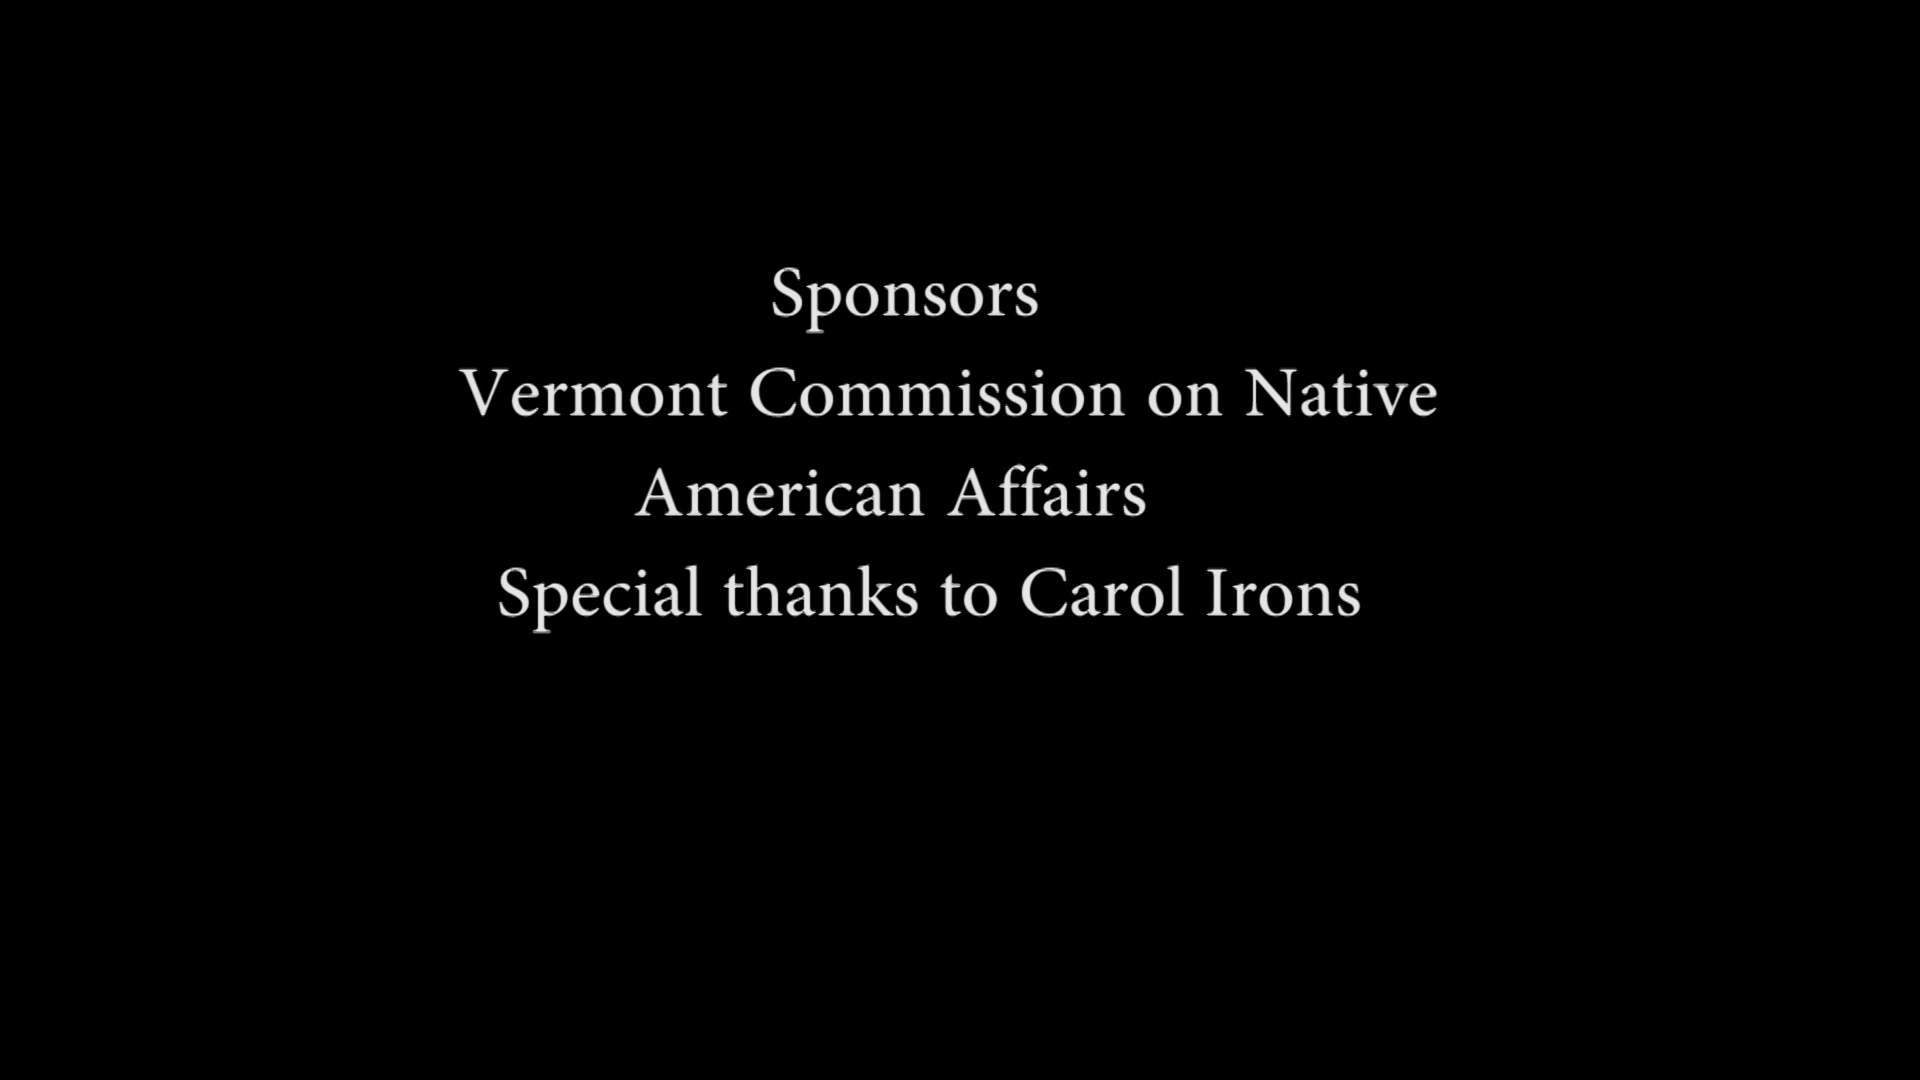 Sponsors
Vermont Commission on Native
American Affairs
Special thanks to Carol Irons